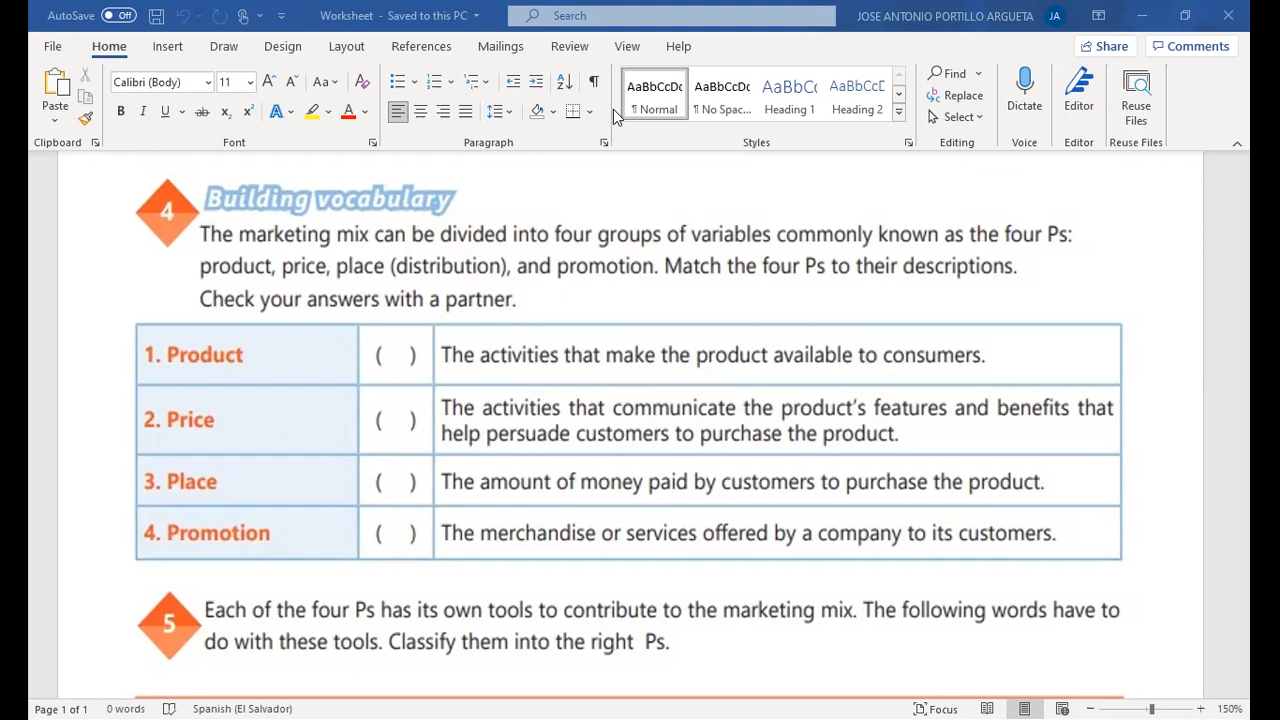 AutoSave Off Worksheet - Saved to this PC Search JOSE ANTONIO PORTILLO ARGUETA JA
File Home Insert Draw Design Layout References Mailings Review View Help Share Comments
Paste
Calibri (Body) 11 Aa
B I U ab x² A A
AaBbCcDc AaBbCcDc AaBbCc AaBbCcD
¶ Normal ¶ No Spac... Heading 1 Heading 2
Find
Replace
Select
Dictate
Editor
Reuse
Files
Clipboard Font Paragraph Styles Editing Voice Editor Reuse Files
4 Building vocabulary
The marketing mix can be divided into four groups of variables commonly known as the four Ps:
product, price, place (distribution), and promotion. Match the four Ps to their descriptions.
Check your answers with a partner.
1. Product ( ) The activities that make the product available to consumers.
2. Price ( ) The activities that communicate the product's features and benefits that
help persuade customers to purchase the product.
3. Place ( ) The amount of money paid by customers to purchase the product.
4. Promotion ( ) The merchandise or services offered by a company to its customers.
5 Each of the four Ps has its own tools to contribute to the marketing mix. The following words have to
do with these tools. Classify them into the right Ps.
Page 1 of 1 0 words Spanish (El Salvador) Focus 150%